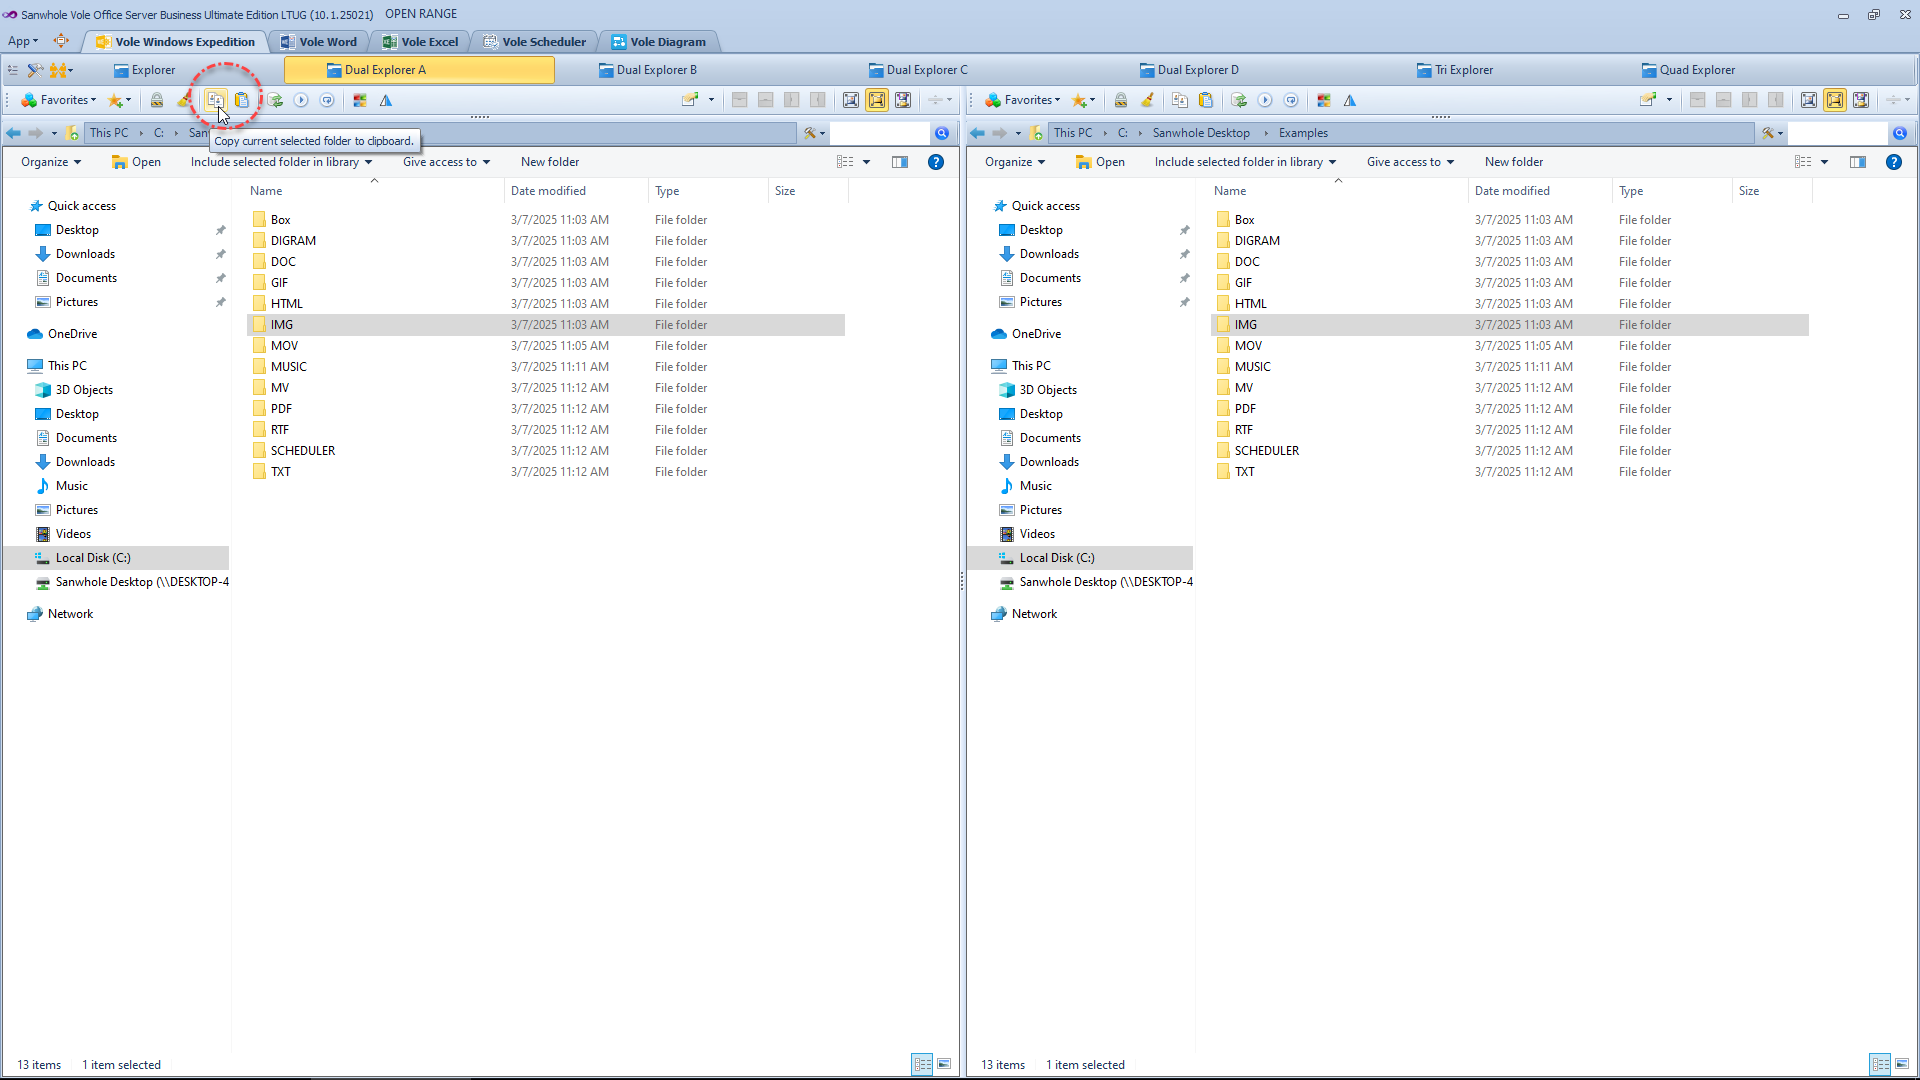 Sanwhole Vole Office Server Business Ultimate Edition LTUG (10.1.25021) OPEN RANGE
App Vole Windows Expedition Vole Word Vole Excel Vole Scheduler Vole Diagram
Explorer Dual Explorer A Dual Explorer B Dual Explorer C Dual Explorer D Tri Explorer Quad Explorer
Favorites
This PC C:
Copy current selected folder to clipboard.
Organize Open Include selected folder in library Give access to New folder
Name Date modified Type Size
Quick access
Desktop
Downloads
Documents
Pictures
OneDrive
This PC
3D Objects
Desktop
Documents
Downloads
Music
Pictures
Videos
Local Disk (C:)
Sanwhole Desktop (\\DESKTOP-4
Network
Box 3/7/2025 11:03 AM File folder
DIGRAM 3/7/2025 11:03 AM File folder
DOC 3/7/2025 11:03 AM File folder
GIF 3/7/2025 11:03 AM File folder
HTML 3/7/2025 11:03 AM File folder
IMG 3/7/2025 11:03 AM File folder
MOV 3/7/2025 11:05 AM File folder
MUSIC 3/7/2025 11:11 AM File folder
MV 3/7/2025 11:12 AM File folder
PDF 3/7/2025 11:12 AM File folder
RTF 3/7/2025 11:12 AM File folder
SCHEDULER 3/7/2025 11:12 AM File folder
TXT 3/7/2025 11:12 AM File folder
13 items 1 item selected
Favorites
This PC C: Sanwhole Desktop Examples
Organize Open Include selected folder in library Give access to New folder
Name Date modified Type Size
Quick access
Desktop
Downloads
Documents
Pictures
OneDrive
This PC
3D Objects
Desktop
Documents
Downloads
Music
Pictures
Videos
Local Disk (C:)
Sanwhole Desktop (\\DESKTOP-4
Network
Box 3/7/2025 11:03 AM File folder
DIGRAM 3/7/2025 11:03 AM File folder
DOC 3/7/2025 11:03 AM File folder
GIF 3/7/2025 11:03 AM File folder
HTML 3/7/2025 11:03 AM File folder
IMG 3/7/2025 11:03 AM File folder
MOV 3/7/2025 11:05 AM File folder
MUSIC 3/7/2025 11:11 AM File folder
MV 3/7/2025 11:12 AM File folder
PDF 3/7/2025 11:12 AM File folder
RTF 3/7/2025 11:12 AM File folder
SCHEDULER 3/7/2025 11:12 AM File folder
TXT 3/7/2025 11:12 AM File folder
13 items 1 item selected